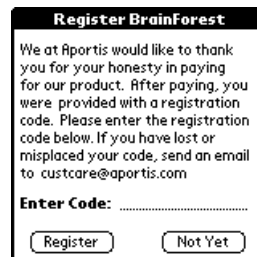 Register BrainForest
We at Aportis would like to thank
you for your honesty in paying
for our product. After paying, you
were provided with a registration
code. Please enter the registration
code below. If you have lost or
misplaced your code, send an email
to custcare@aportis.com
Enter Code:
Register Not Yet